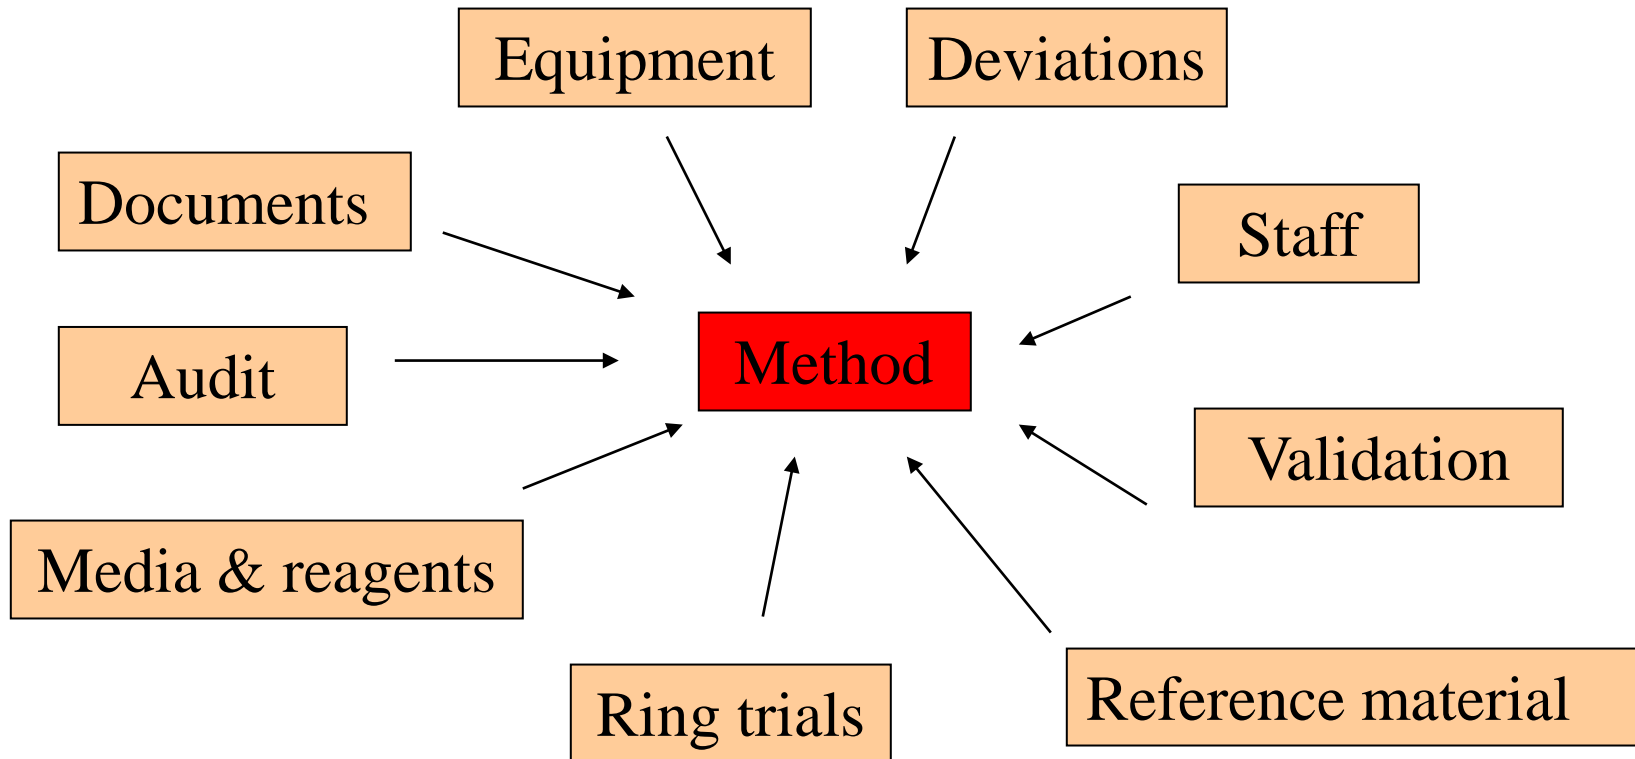 Equipment
Deviations
Documents
Staff
Audit
Method
Validation
Media & reagents
Ring trials
Reference material